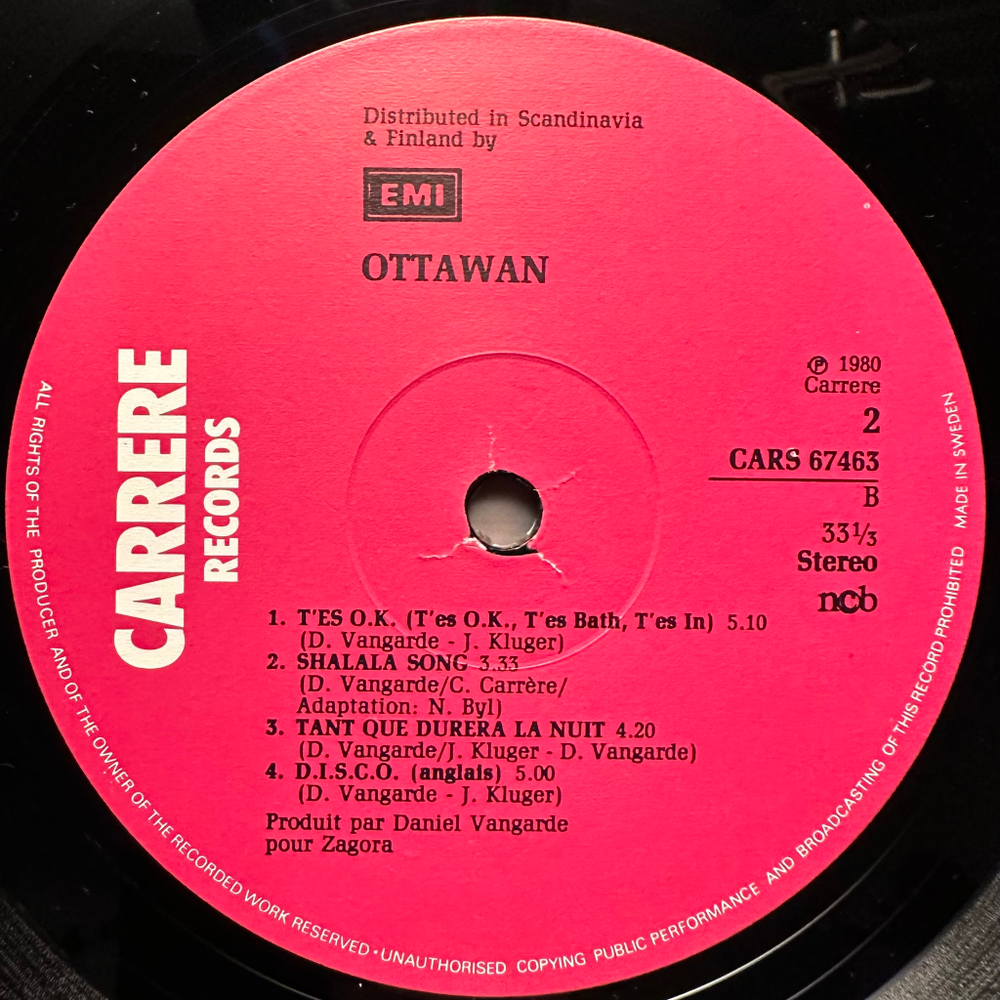 Distributed in Scandinavia
& Finland by
EMI
OTTAWAN
CARRERE
RECORDS
℗ 1980
Carrere
2
CARS 67463
B
33 1/3
Stereo
ncb
1. T'ES O.K. (T'es O.K., T'es Bath, T'es In) 5.10
(D. Vangarde - J. Kluger)
2. SHALALA SONG 3.33
(D. Vangarde/C. Carrère/
Adaptation: N. Byl)
3. TANT QUE DURERA LA NUIT 4.20
(D. Vangarde/J. Kluger - D. Vangarde)
4. D.I.S.C.O. (anglais) 5.00
(D. Vangarde - J. Kluger)
Produit par Daniel Vangarde
pour Zagora
ALL RIGHTS OF THE PRODUCER AND OF THE OWNER OF THE RECORDED WORK RESERVED • UNAUTHORISED COPYING PUBLIC PERFORMANCE AND BROADCASTING OF THIS RECORD PROHIBITED MADE IN SWEDEN